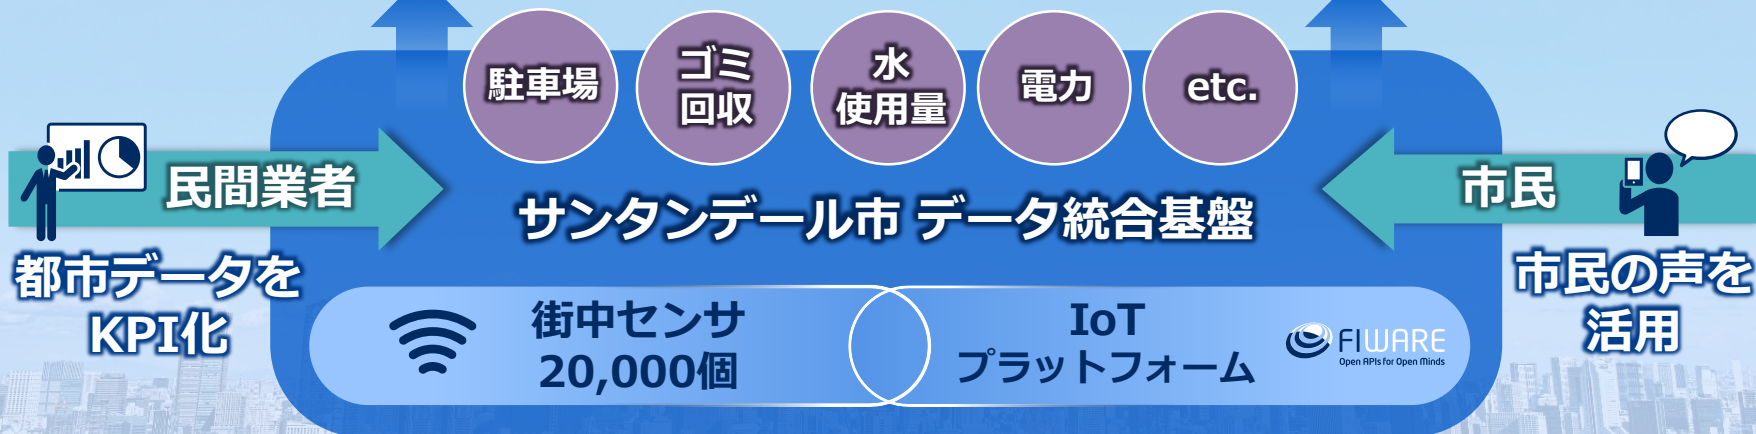 駐車場
ゴミ
回収
水
使用量
電力
etc.
民間業者
市民
サンタンデール市 データ統合基盤
都市データを
KPI化
市民の声を
活用
街中センサ
20,000個
IoT
プラットフォーム
FIWARE
Open APIs for Open Minds